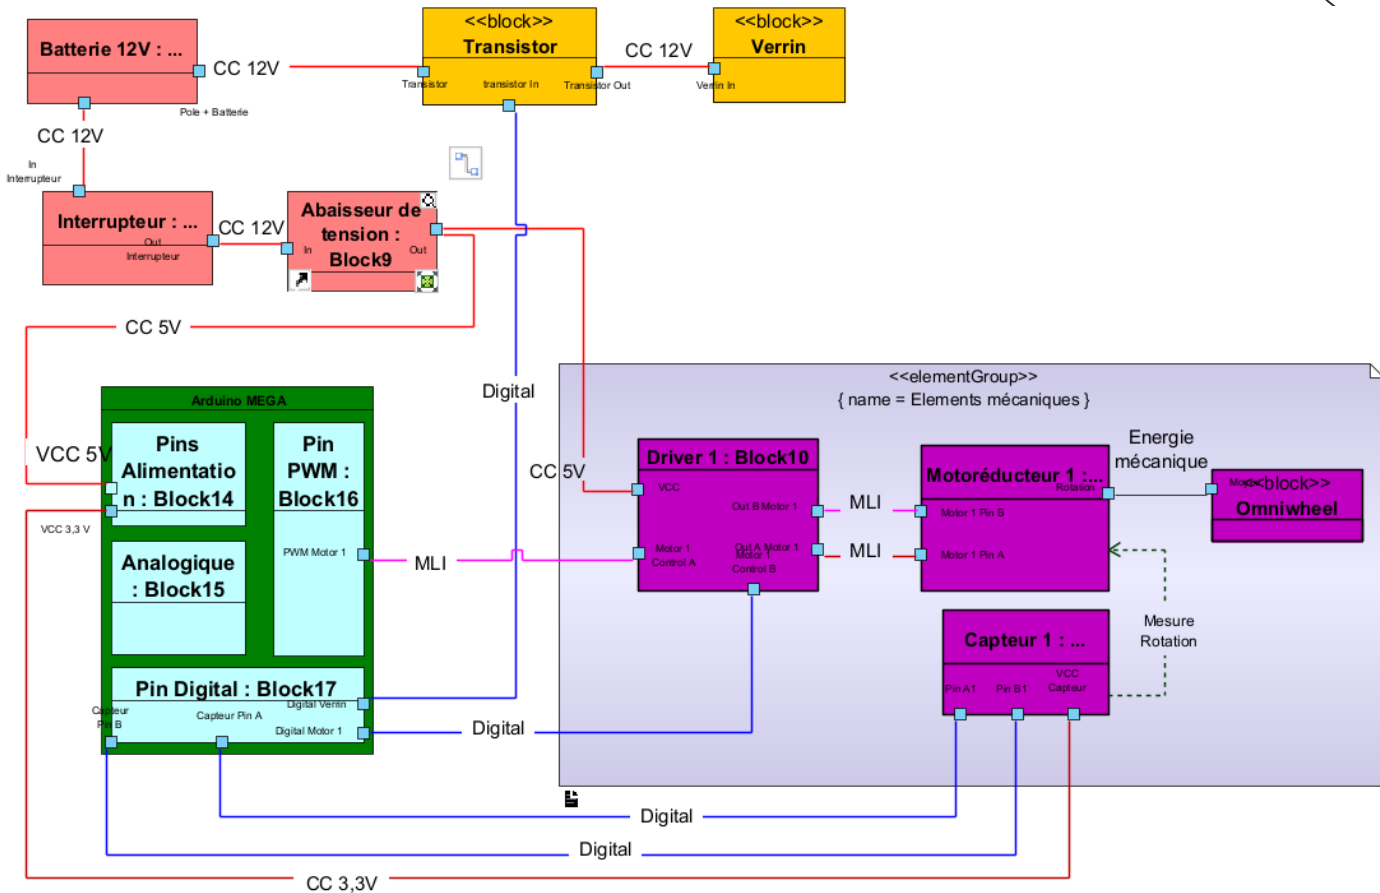 Batterie 12V : ...
Pole + Batterie
CC 12V
<<block>>
Transistor
Transistor
transistor In
Transistor Out
CC 12V
<<block>>
Verrin
Verrin In
CC 12V
In
Interrupteur
Interrupteur : ...
Out
Interrupteur
CC 12V
Abaisseur de
tension :
Block9
In
Out
CC 5V
Digital
<<elementGroup>>
{ name = Elements mécaniques }
Arduino MEGA
VCC 5V
Pins
Alimentatio
n : Block14
VCC 3,3 V
Pin
PWM :
Block16
PWM Motor 1
Analogique
: Block15
Pin Digital : Block17
Digital Verrin
Capteur
Pin B
Capteur Pin A
Digital Motor 1
MLI
CC 5V
Driver 1 : Block10
VCC
Out B Motor 1
Motor 1
Control A
Out A Motor 1
Motor 1
Control B
MLI
MLI
Motoréducteur 1 :...
Rotation
Motor 1 Pin B
Motor 1 Pin A
Energie
mécanique
<<block>>
Omniwheel
Capteur 1 : ...
VCC
Capteur
Pin A1
Pin B1
Mesure
Rotation
Digital
Digital
Digital
CC 3,3V